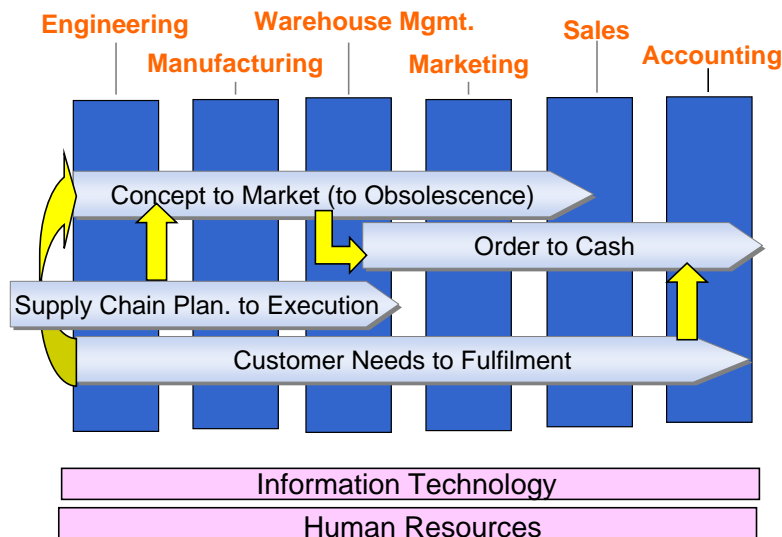 Engineering
Warehouse Mgmt.
Sales
Manufacturing
Marketing
Accounting
Concept to Market (to Obsolescence)
Order to Cash
Supply Chain Plan. to Execution
Customer Needs to Fulfilment
Information Technology
Human Resources